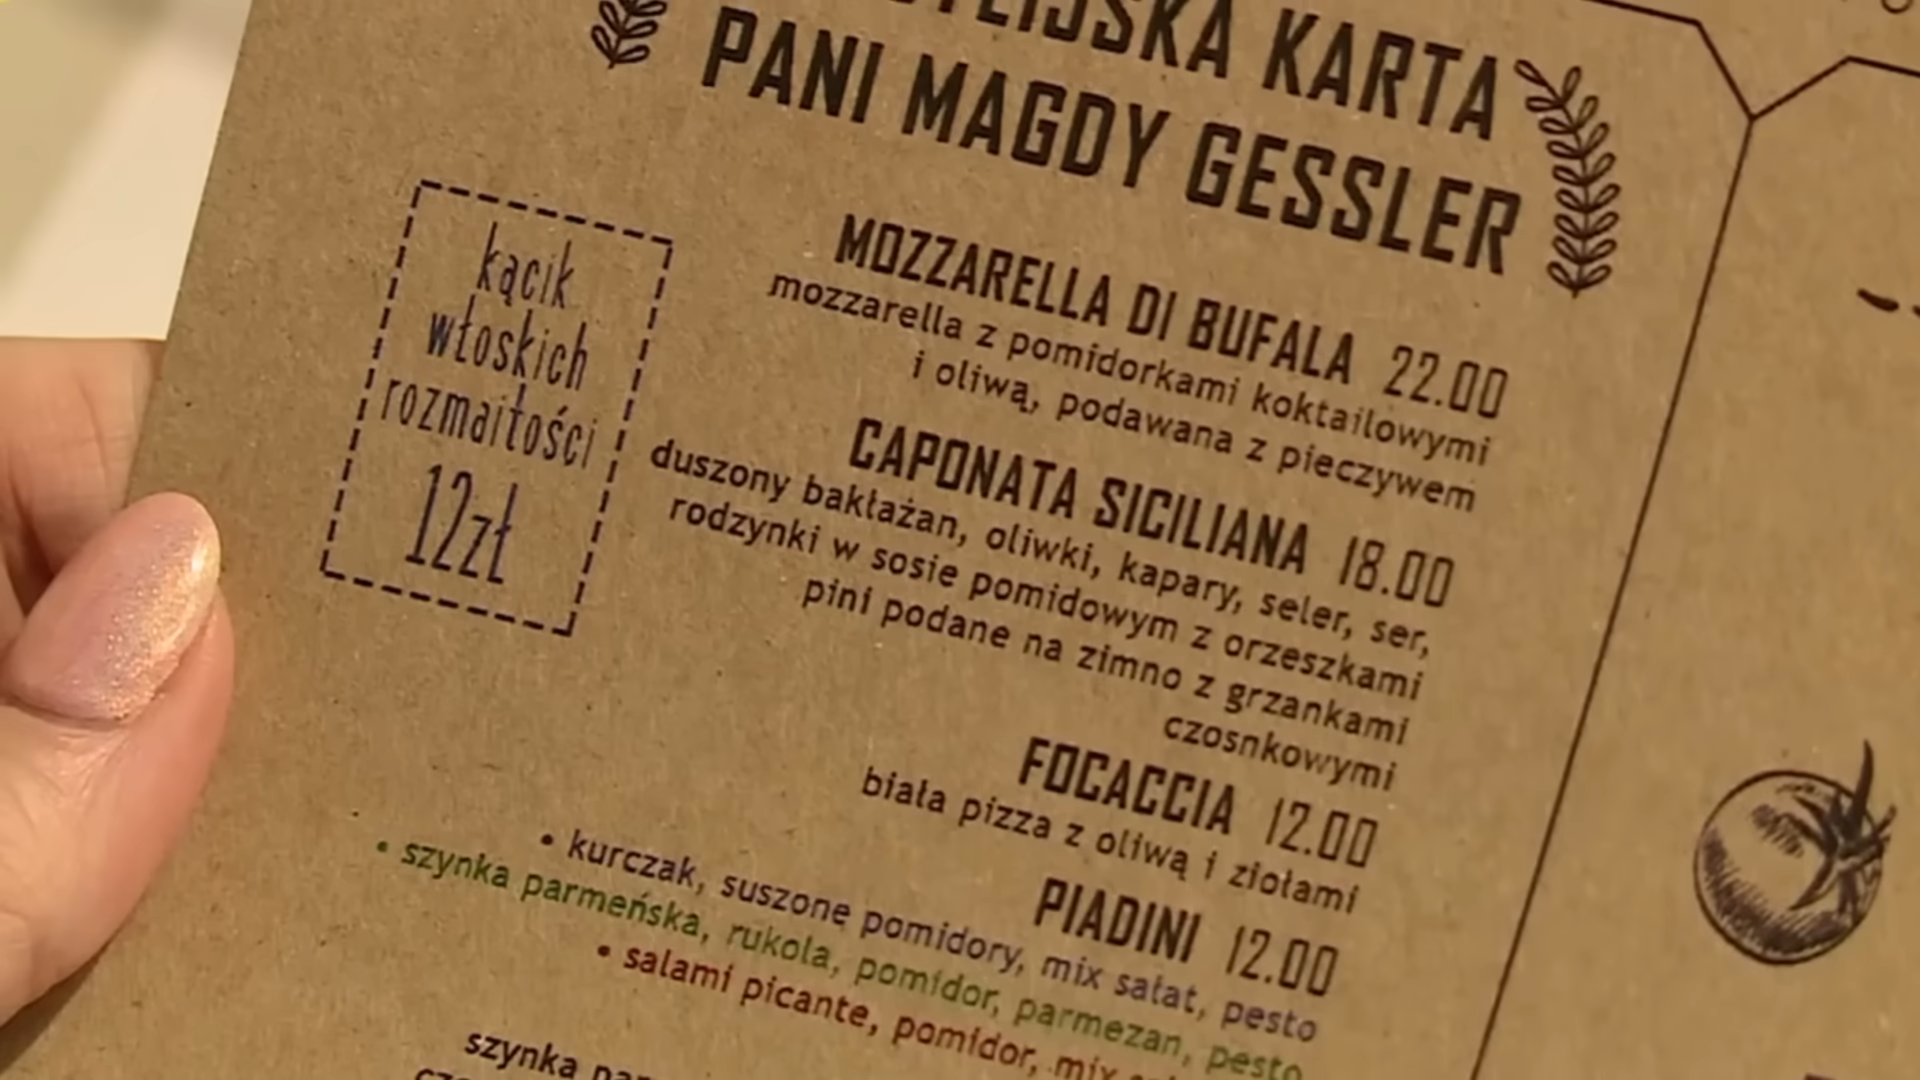 KARTA
PANI MAGDY GESSLER
kącik
włoskich
rozmaitości
12zł
MOZZARELLA DI BUFALA 22.00
mozzarella z pomidorkami koktailowymi
i oliwą, podawana z pieczywem
CAPONATA SICILIANA 18.00
duszony bakłażan, oliwki, kapary, seler, ser,
rodzynki w sosie pomidowym z orzeszkami
pini podane na zimno z grzankami
czosnkowymi
FOCACCIA 12.00
biała pizza z oliwą i ziołami
PIADINI 12.00
• kurczak, suszone pomidory, mix sałat, pesto
• szynka parmeńska, rukola, pomidor, parmezan, pesto
• salami picante, pomidor, mix
szynka